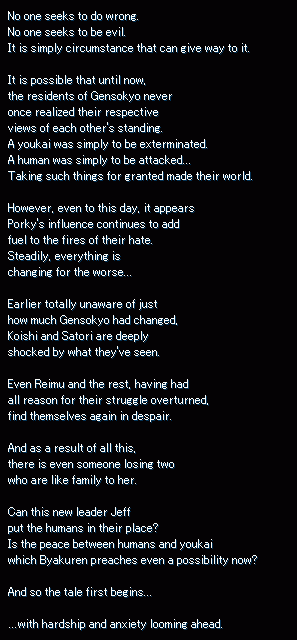 No one seeks to do wrong.
No one seeks to be evil.
It is simply circumstance that can give way to it.
It is possible that until now,
the residents of Gensokyo never
once realized their respective
views of each other's standing.
A youkai was simply to be exterminated.
A human was simply to be attacked...
Taking such things for granted made their world.
However, even to this day, it appears
Porky's influence continues to add
fuel to the fires of their hate.
Steadily, everything is
changing for the worse...
Earlier totally unaware of just
how much Gensokyo had changed,
Koishi and Satori are deeply
shocked by what they've seen.
Even Reimu and the rest, having had
all reason for their struggle overturned,
find themselves again in despair.
And as a result of all this,
there is even someone losing two
who are like family to her.
Can this new leader Jeff
put the humans in their place?
Is the peace between humans and youkai
which Byakuren preaches even a possibility now?
And so the tale first begins...
...with hardship and anxiety looming ahead.